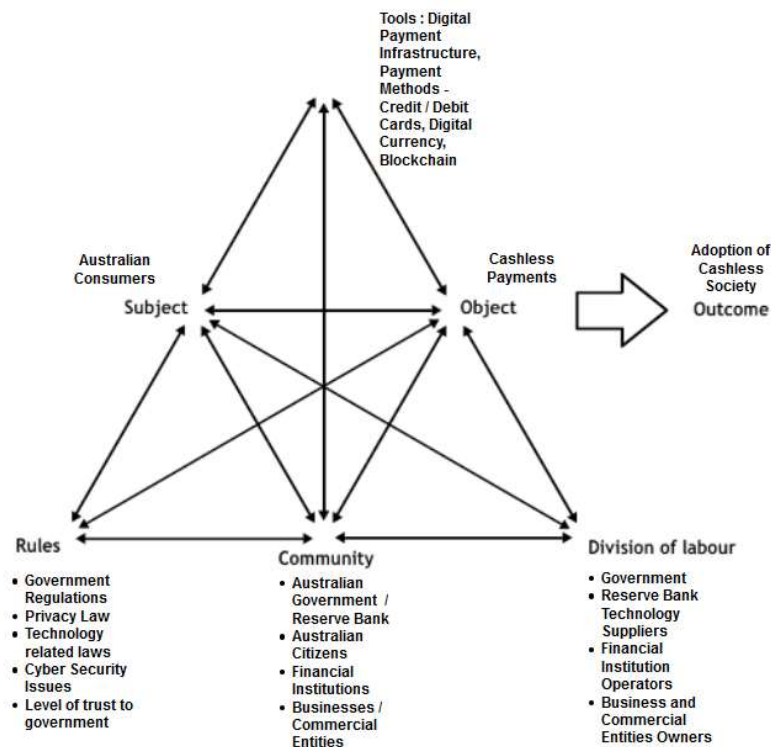 Tools : Digital
Payment
Infrastructure,
Payment
Methods -
Credit / Debit
Cards, Digital
Currency,
Blockchain
Australian
Consumers
Subject
Cashless
Payments
Object
Adoption of
Cashless
Society
Outcome
Rules
• Government
Regulations
• Privacy Law
• Technology
related laws
• Cyber Security
Issues
• Level of trust to
government
Community
• Australian
Government /
Reserve Bank
• Australian
Citizens
• Financial
Institutions
• Businesses /
Commercial
Entities
Division of labour
• Government
• Reserve Bank
Technology
Suppliers
• Financial
Institution
Operators
• Business and
Commercial
Entities Owners